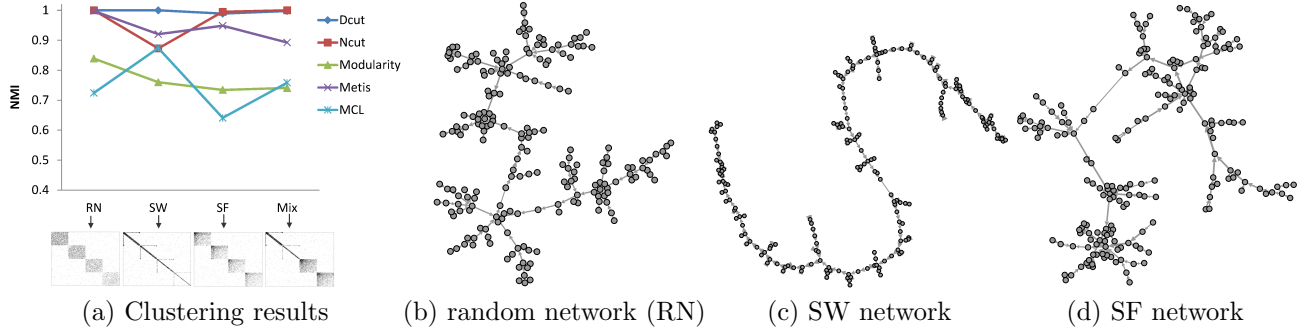 1
0.9
0.8
0.7
0.6
0.5
0.4
NMI
RN SW SF Mix
Dcut
Ncut
Modularity
Metis
MCL
(a) Clustering results
(b) random network (RN)
(c) SW network
(d) SF network